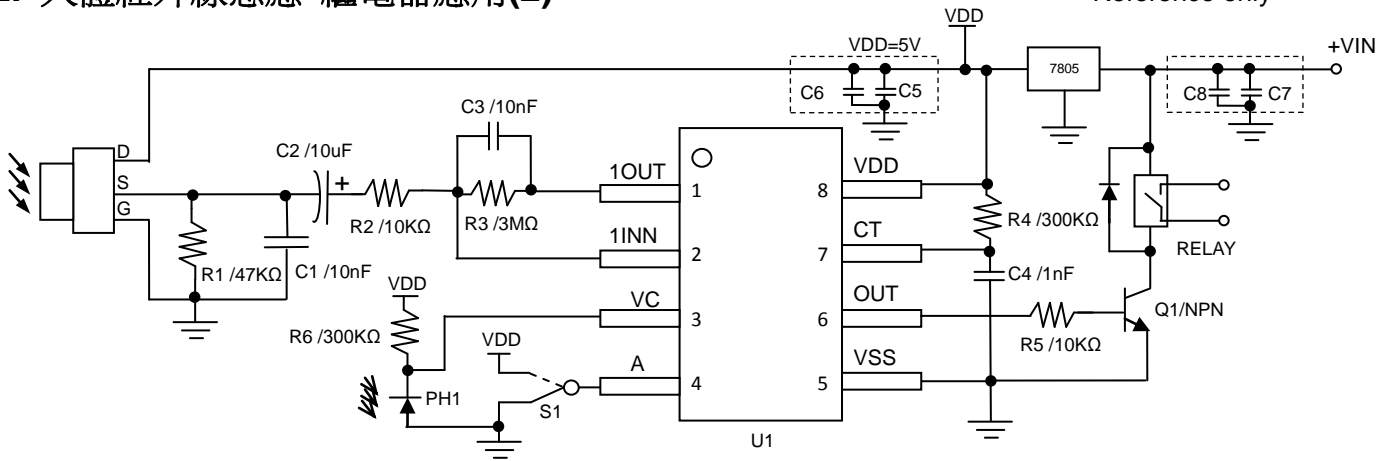 VDD
+VIN
VDD=5V
7805
C6
C5
C8
C7
C3 /10nF
D
S
G
C2 /10uF
+
1OUT
1
8
VDD
R2 /10KΩ
R3 /3MΩ
R4 /300KΩ
1INN
2
7
CT
RELAY
R1 /47KΩ
C1 /10nF
C4 /1nF
VDD
VC
3
6
OUT
Q1/NPN
R6 /300KΩ
VDD
R5 /10KΩ
A
4
5
VSS
PH1
S1
U1